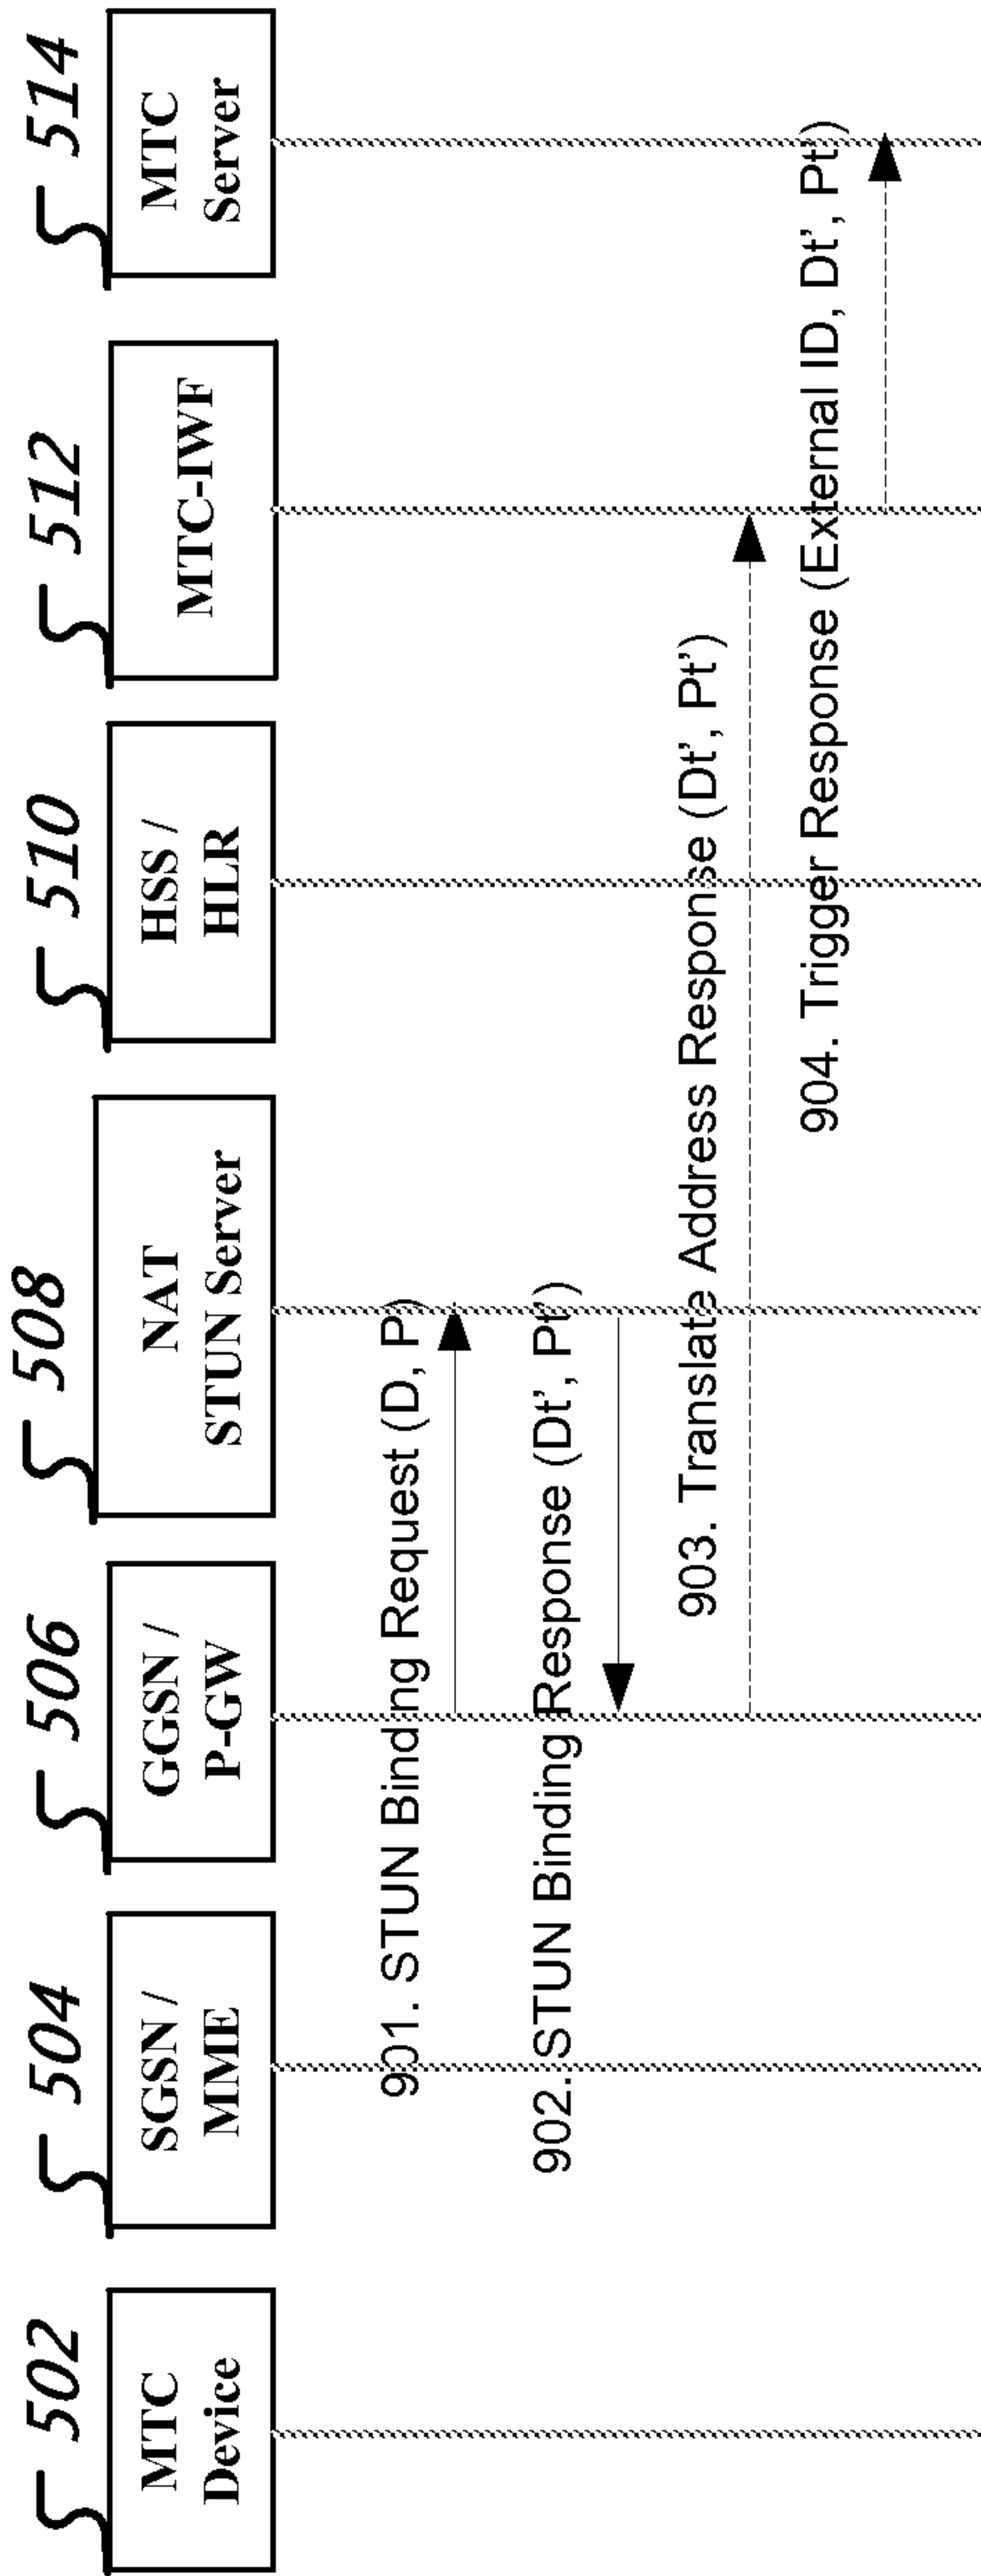 502
504
506
508
510
512
514
MTC
Device
SGSN /
MME
GGSN /
P-GW
NAT
STUN Server
HSS /
HLR
MTC-IWF
MTC
Server
901. STUN Binding Request (D, P)
902. STUN Binding Response (Dt', Pt')
903. Translate Address Response (Dt', Pt')
904. Trigger Response (External ID, Dt', Pt')